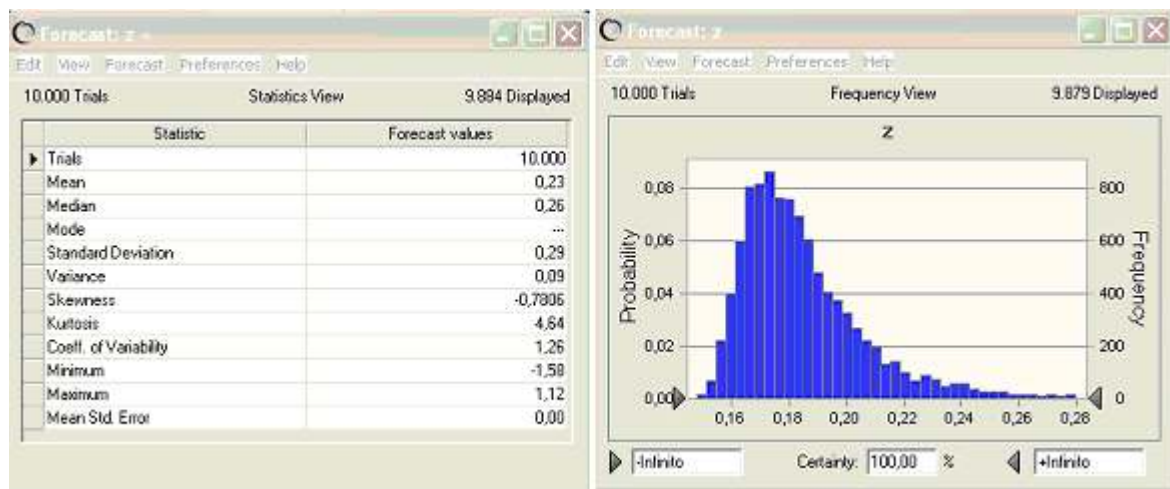 Forecast: z
Edit View Forecast Preferences Help
10.000 Trials Statistics View 9.884 Displayed
Statistic Forecast values
Trials 10.000
Mean 0,23
Median 0,26
Mode ---
Standard Deviation 0,29
Variance 0,09
Skewness -0,7806
Kurtosis 4,64
Coeff. of Variability 1,26
Minimum -1,58
Maximum 1,12
Mean Std. Error 0,00
Forecast: z
Edit View Forecast Preferences Help
10.000 Trials Frequency View 9.879 Displayed
z
Probability
0,08
0,06
0,04
0,02
0,00
800
600
400
200
0
Frequency
0,16 0,18 0,20 0,22 0,24 0,26 0,28
-Infinito Certainty: 100,00 % +Infinito